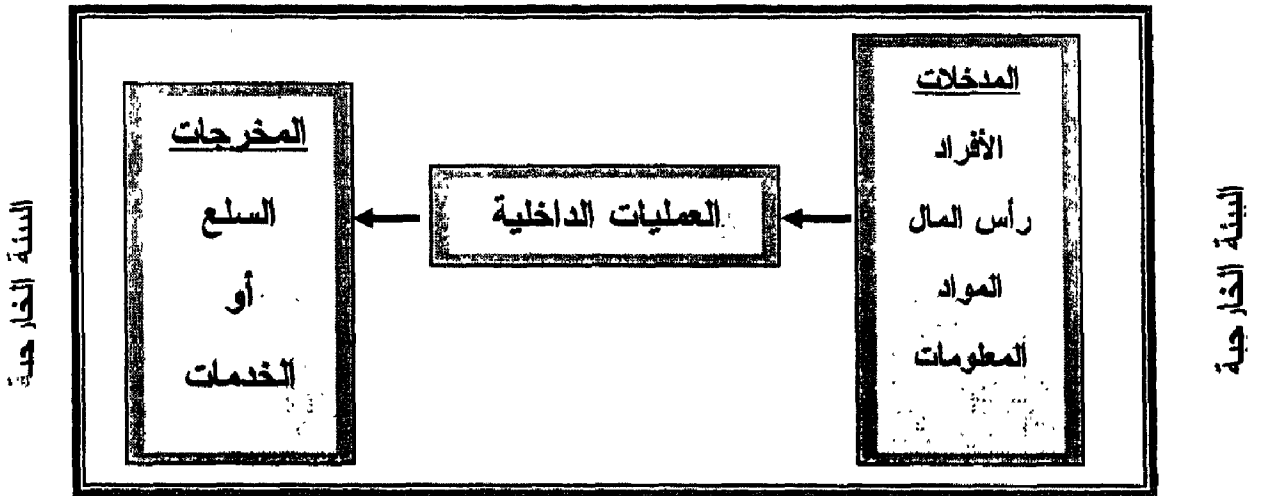 البيئة الخارجية
المدخلات
الأفراد
رأس المال
المواد
المعلومات
العمليات الداخلية
المخرجات
السلع
أو
الخدمات
البيئة الخارجية